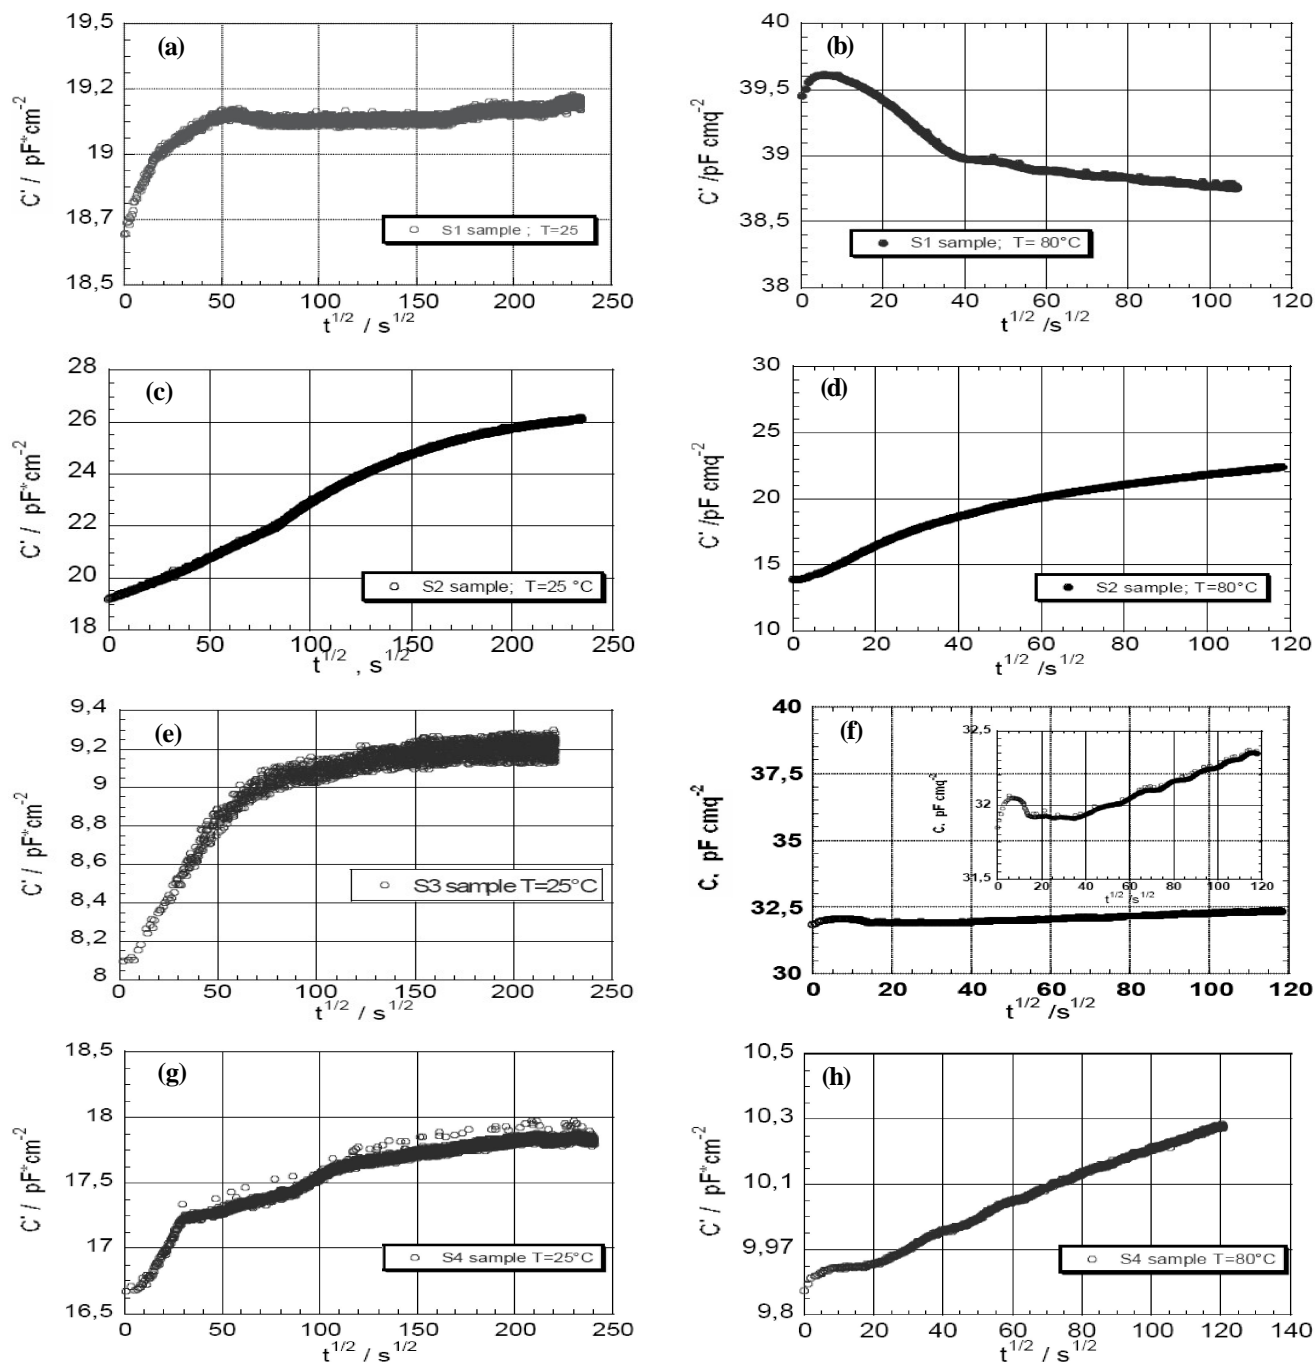 (a)
19,5
19.2
19
18.7
18,5
C' / pF*cm-2
S1 sample ; T=25
0 50 100 150 200 250
t1/2 / s1/2
(b)
40
39.5
39
38.5
38
C' /pF cmq-2
S1 sample; T= 80°C
0 20 40 60 80 100 120
t1/2 /s1/2
(c)
28
26
24
22
20
18
C' / pF*cm-2
S2 sample; T=25 °C
0 50 100 150 200 250
t1/2 , s1/2
(d)
30
25
20
15
10
C' /pF cmq-2
S2 sample; T=80°C
0 20 40 60 80 100 120
t1/2 /s1/2
(e)
9,4
9.2
9
8.8
8.6
8.4
8.2
8
C' / pF*cm-2
S3 sample T=25°C
0 50 100 150 200 250
t1/2 / s1/2
(f)
40
37,5
35
32.5
30
C, pF cmq-2
32,5
32
31,5
C, pF cmq-2
0 20 40 60 80 100 120
t1/2 /s1/2
0 20 40 60 80 100 120
t1/2 /s1/2
(g)
18,5
18
17.5
17
16,5
C' / pF*cm-2
S4 sample T=25°C
0 50 100 150 200 250
t1/2 / s1/2
(h)
10,5
10.3
10.1
9,97
9,8
C' / pF*cm-2
S4 sample T=80°C
0 20 40 60 80 100 120 140
t1/2 /s1/2